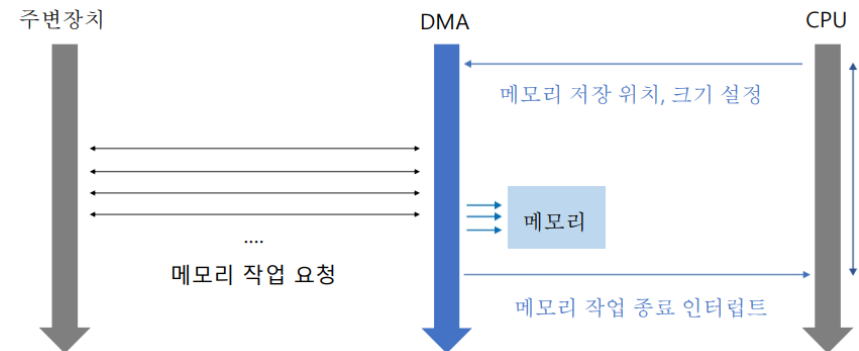 주변장치
DMA
CPU
메모리 저장 위치, 크기 설정
메모리
....
메모리 작업 요청
메모리 작업 종료 인터럽트